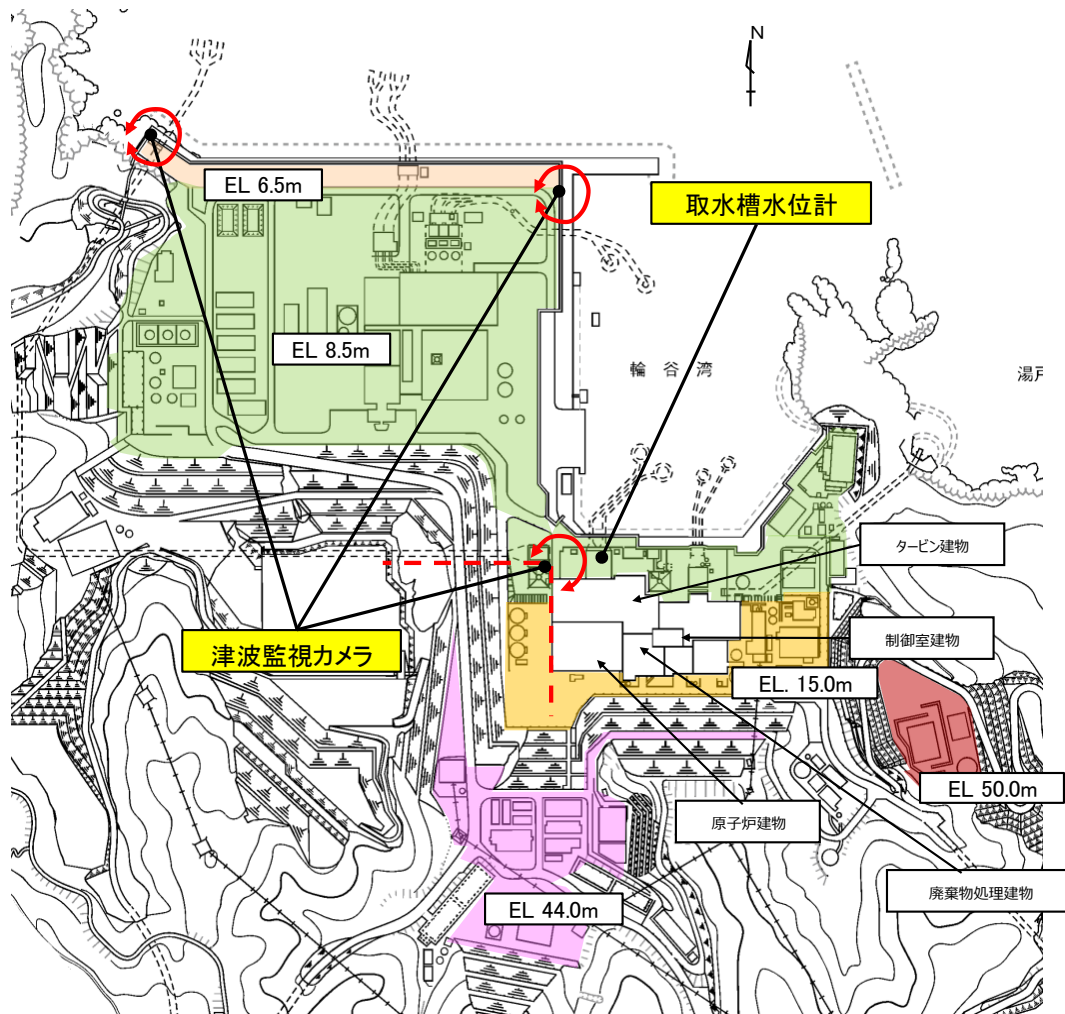 N
EL 6.5m
取水槽水位計
EL 8.5m
輪谷湾
湯戸
タービン建物
制御室建物
津波監視カメラ
EL. 15.0m
EL 50.0m
原子炉建物
廃棄物処理建物
EL 44.0m